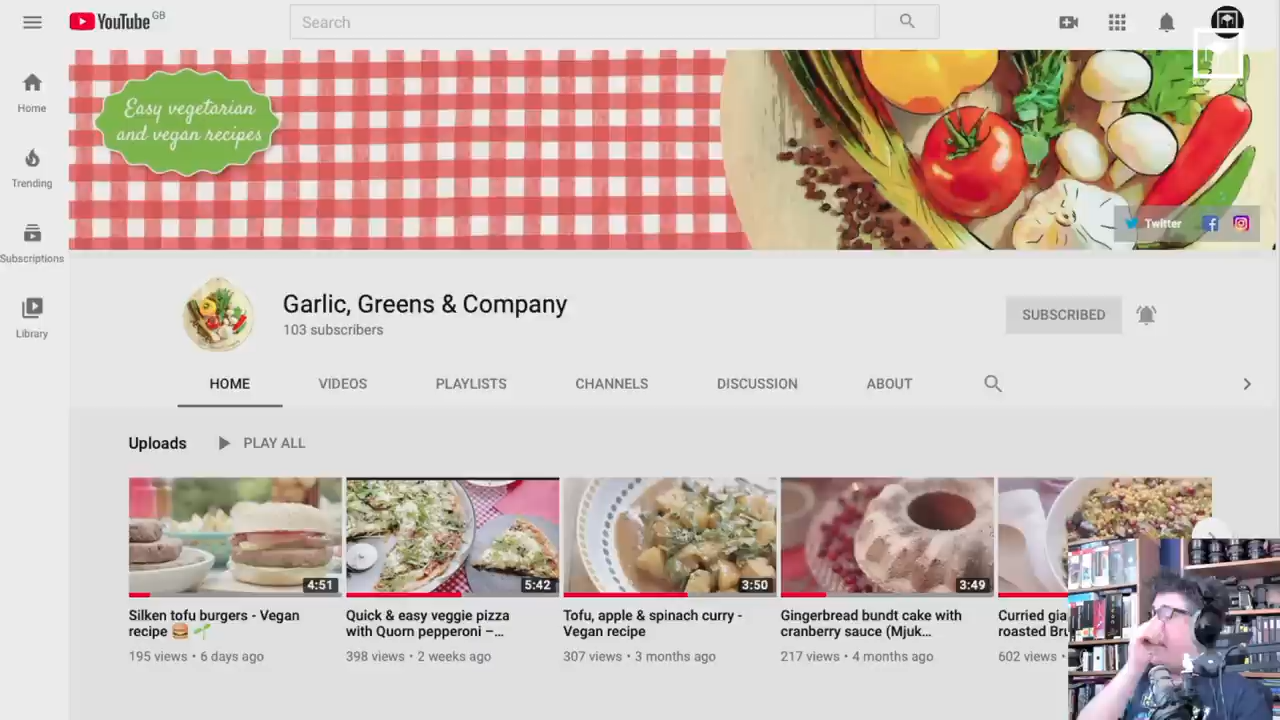 YouTube GB
Search
Home
Trending
Subscriptions
Library
Easy vegetarian
and vegan recipes
Twitter
Garlic, Greens & Company
103 subscribers
SUBSCRIBED
HOME VIDEOS PLAYLISTS CHANNELS DISCUSSION ABOUT
Uploads PLAY ALL
4:51
Silken tofu burgers - Vegan
recipe 🍔 🌱
195 views • 6 days ago
5:42
Quick & easy veggie pizza
with Quorn pepperoni –...
398 views • 2 weeks ago
3:50
Tofu, apple & spinach curry -
Vegan recipe
307 views • 3 months ago
3:49
Gingerbread bundt cake with
cranberry sauce (Mjuk...
217 views • 4 months ago
Curried gia
roasted Bru
602 views •